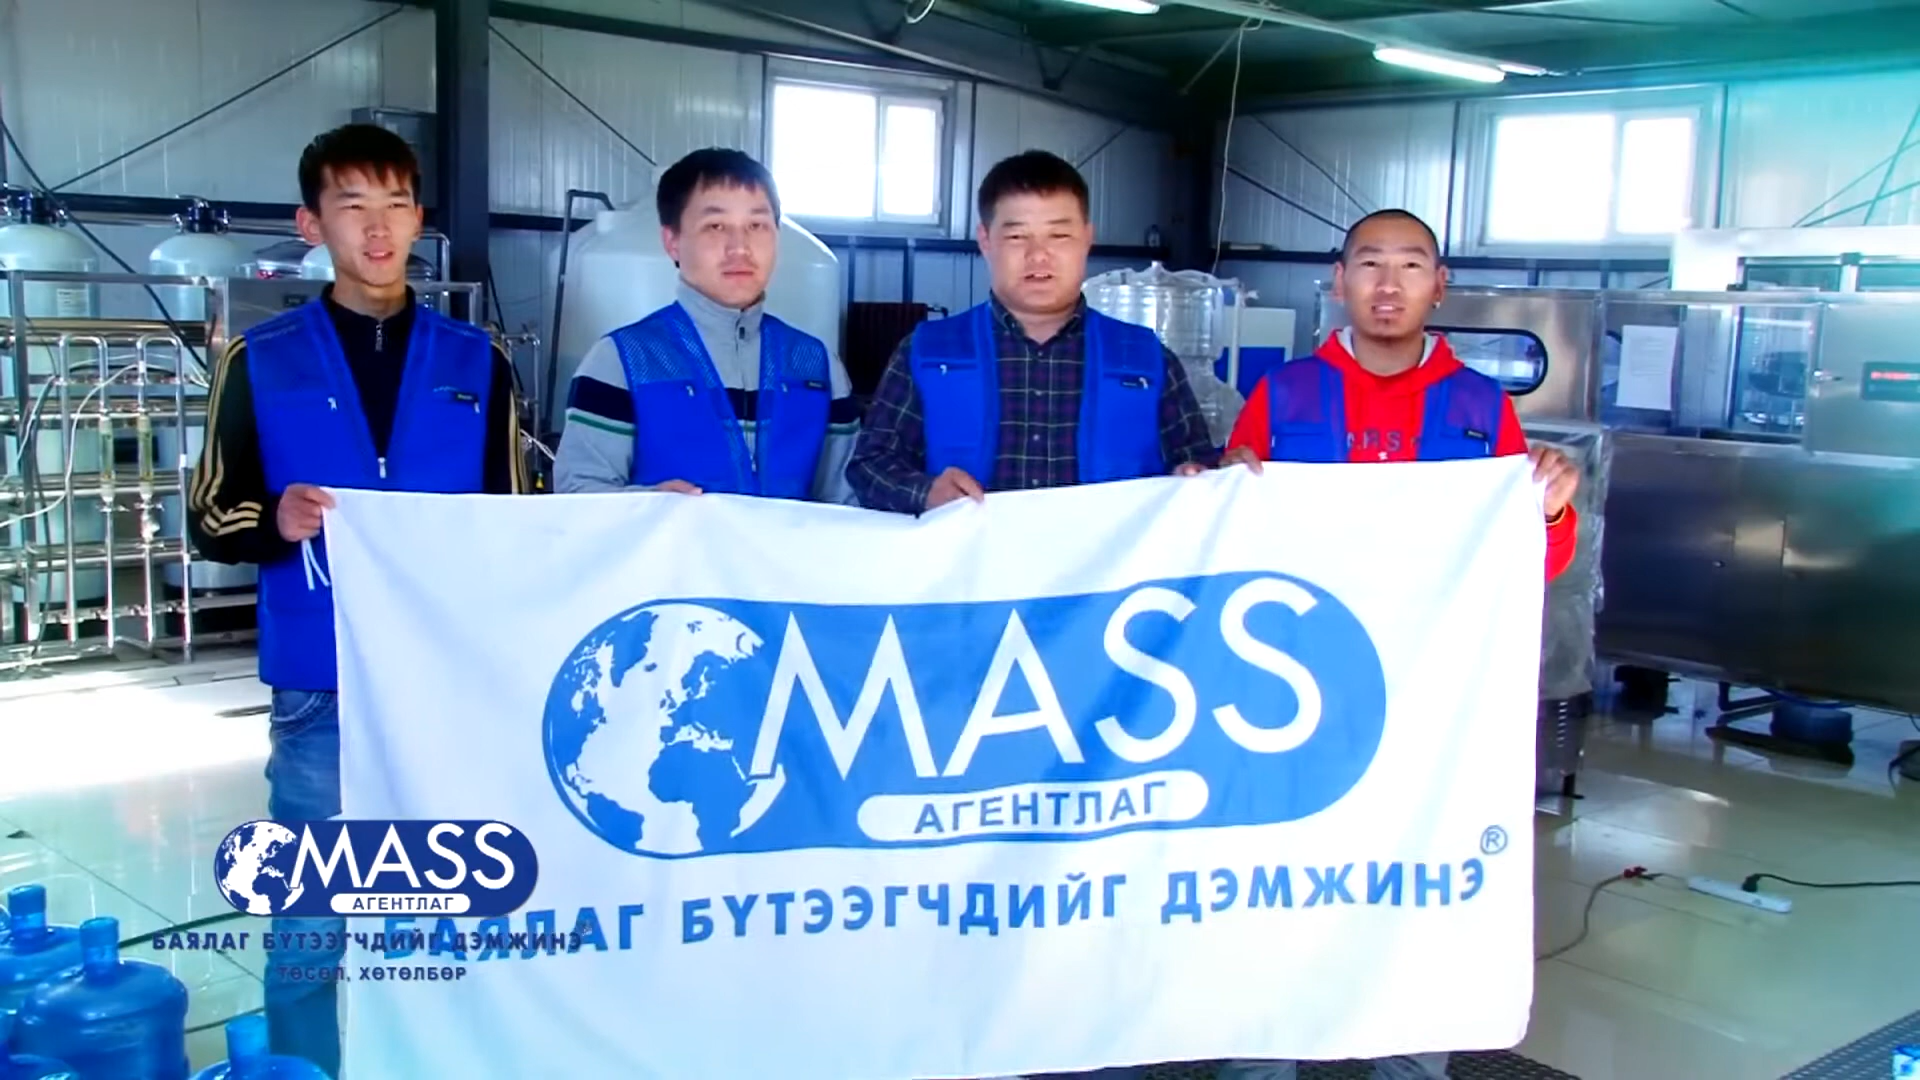 MASS
АГЕНТЛАГ
БАЯЛАГ БҮТЭЭГЧДИЙГ ДЭМЖИНЭ®
MASS
АГЕНТЛАГ
БАЯЛАГ БҮТЭЭГЧДИЙГ ДЭМЖИНЭ
ТӨСӨЛ, ХӨТӨЛБӨР